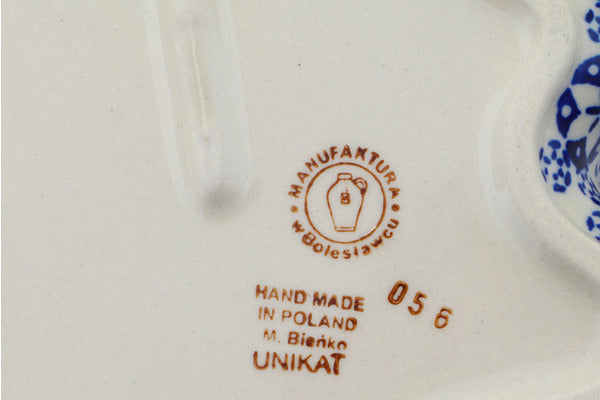 MANUFAKTURA
w Bolesławcu
B
HAND MADE
IN POLAND
M. Bieńko
UNIKAT
056